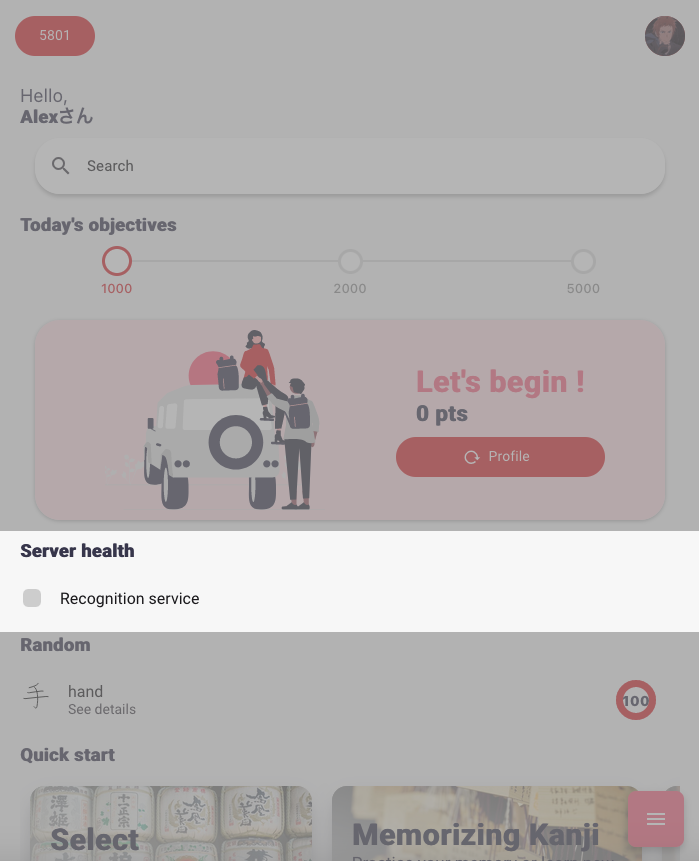 5801
Hello,
Alexさん
Search
Today's objectives
1000 2000 5000
Let's begin !
0 pts
Profile
Server health
Recognition service
Random
手 hand
See details
100
Quick start
Select
Memorizing Kanji